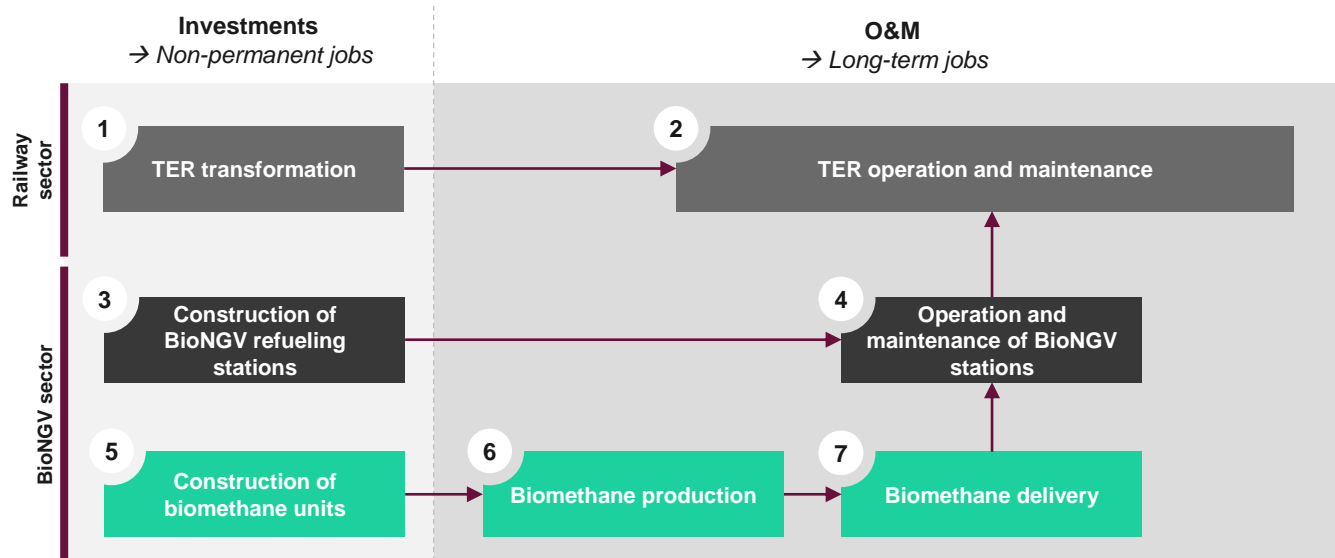 Investments
→ Non-permanent jobs
O&M
→ Long-term jobs
Railway
sector
1
TER transformation
2
TER operation and maintenance
BioNGV sector
3
Construction of
BioNGV refueling
stations
4
Operation and
maintenance of BioNGV
stations
5
Construction of
biomethane units
6
Biomethane production
7
Biomethane delivery